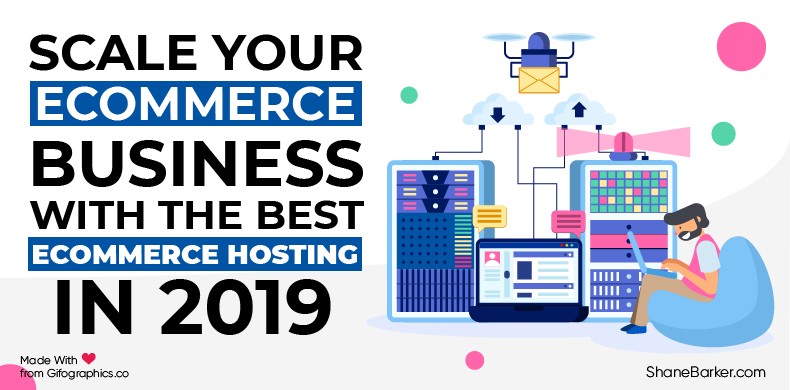 SCALE YOUR
ECOMMERCE
BUSINESS
WITH THE BEST
ECOMMERCE HOSTING
IN 2019
Made With ❤
from Gifographics.co
ShaneBarker.com